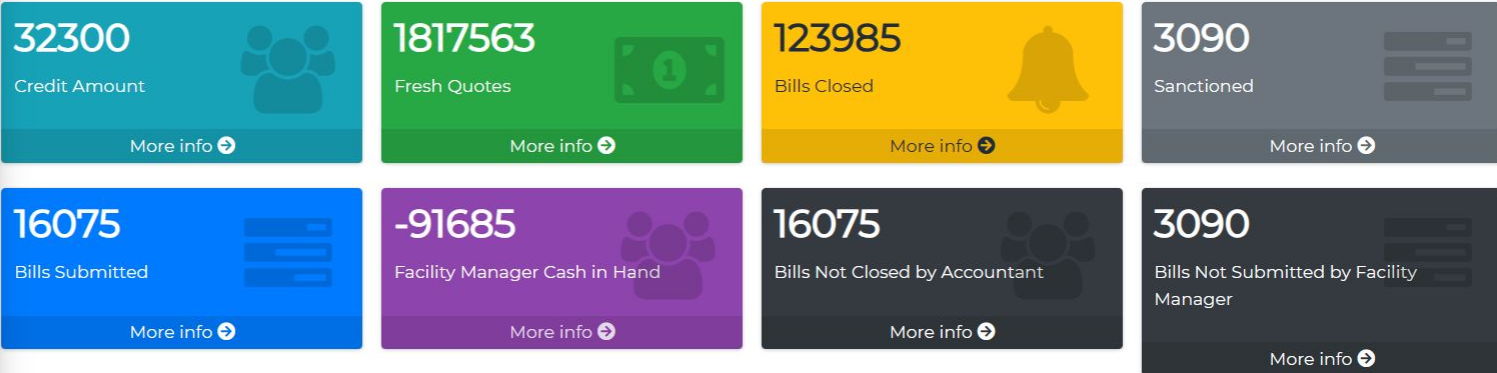 32300
Credit Amount
More info
1817563
Fresh Quotes
1
More info
123985
Bills Closed
More info
3090
Sanctioned
More info
16075
Bills Submitted
More info
-91685
Facility Manager Cash in Hand
More info
16075
Bills Not Closed by Accountant
More info
3090
Bills Not Submitted by Facility
Manager
More info